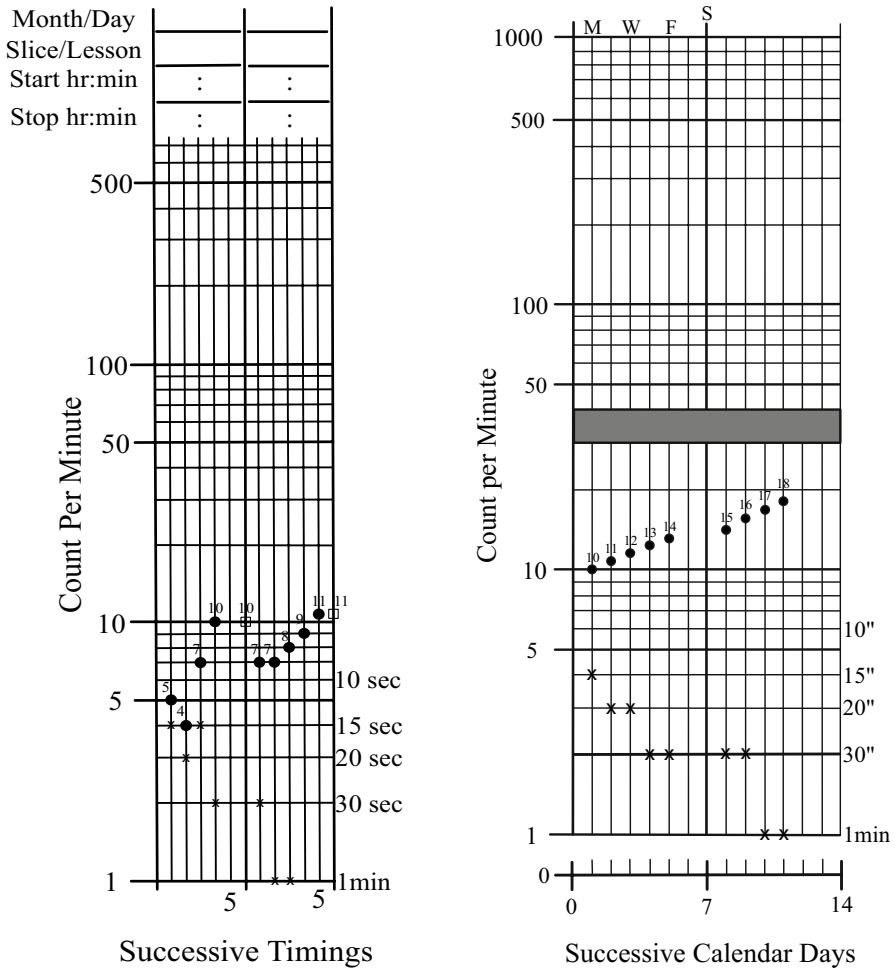 Month/Day
Slice/Lesson
Start hr:min : :
Stop hr:min : :
500
100
50
10
5
1
Count Per Minute
5
4
7
10
10
7
7
8
9
11
11
10 sec
15 sec
20 sec
30 sec
1min
5 5
Successive Timings
M W F S
1000
500
100
50
10
5
1
0
Count per Minute
10
11
12
13
14
15
16
17
18
10"
15"
20"
30"
1min
0 7 14
Successive Calendar Days